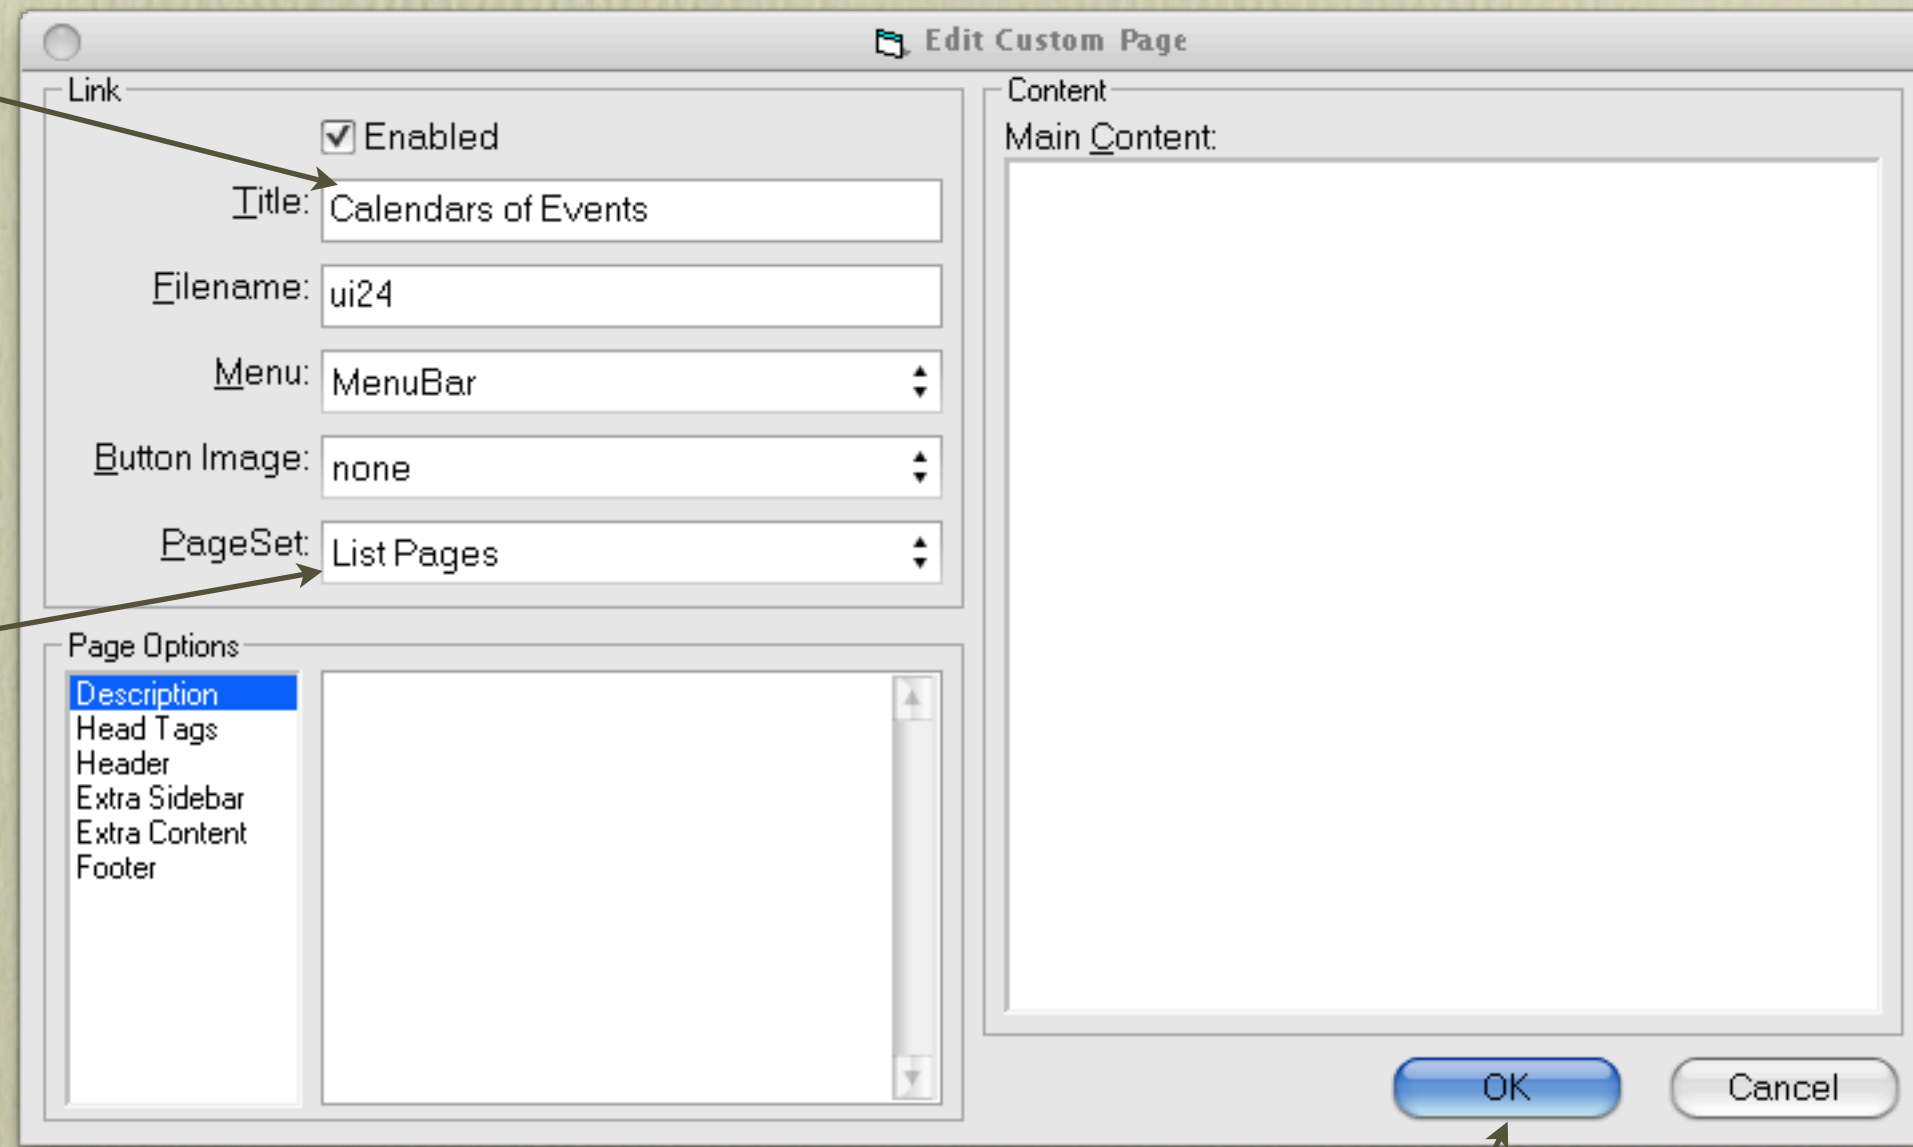 Edit Custom Page
Link
Enabled
Title: Calendars of Events
Filename: ui24
Menu: MenuBar
Button Image: none
PageSet: List Pages
Page Options
Description
Head Tags
Header
Extra Sidebar
Extra Content
Footer
Content
Main Content:
OK
Cancel